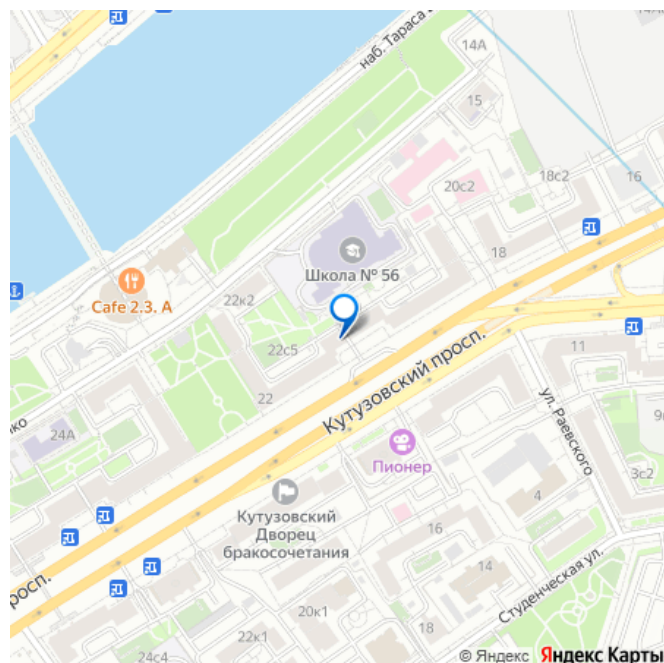 наб. Тараса
14А
15
20с2
18с2
16
18
Школа № 56
Cafe 2.3. А
22к2
22с5
22
24А
Кутузовский просп.
11
ул. Раевского
Пионер
3с2
4
Кутузовский
Дворец
бракосочетания
16
14
Студенческая ул.
просп.
20к1
18
22к1
24с4
© Яндекс Яндекс Карты